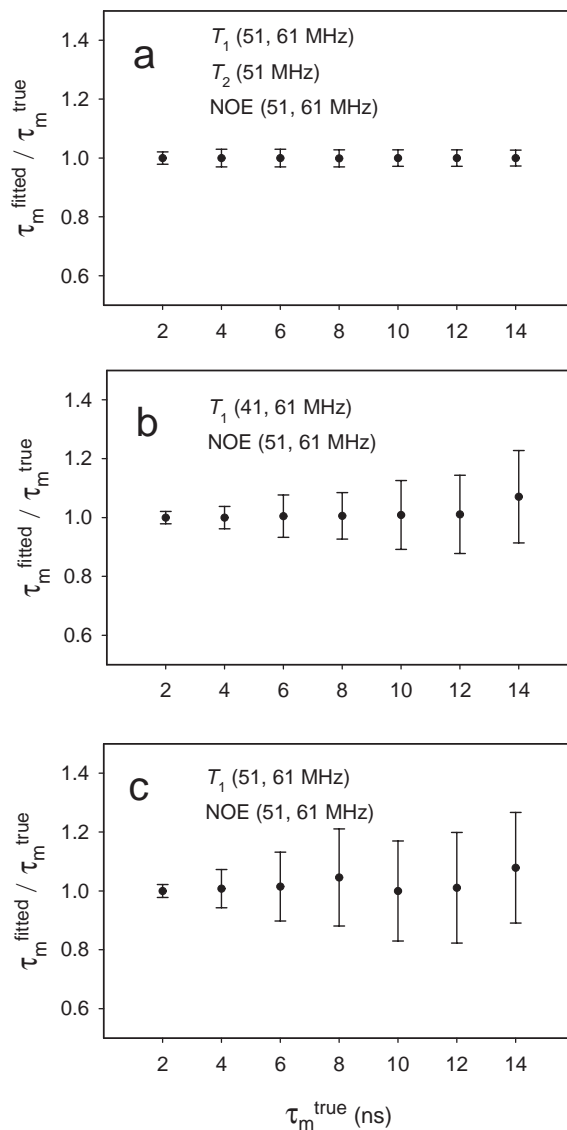 a
T1 (51, 61 MHz)
T2 (51 MHz)
NOE (51, 61 MHz)
τm fitted / τm true
1.4
1.2
1.0
0.8
0.6
2 4 6 8 10 12 14
b
T1 (41, 61 MHz)
NOE (51, 61 MHz)
τm fitted / τm true
1.4
1.2
1.0
0.8
0.6
2 4 6 8 10 12 14
c
T1 (51, 61 MHz)
NOE (51, 61 MHz)
τm fitted / τm true
1.4
1.2
1.0
0.8
0.6
2 4 6 8 10 12 14
τm true (ns)